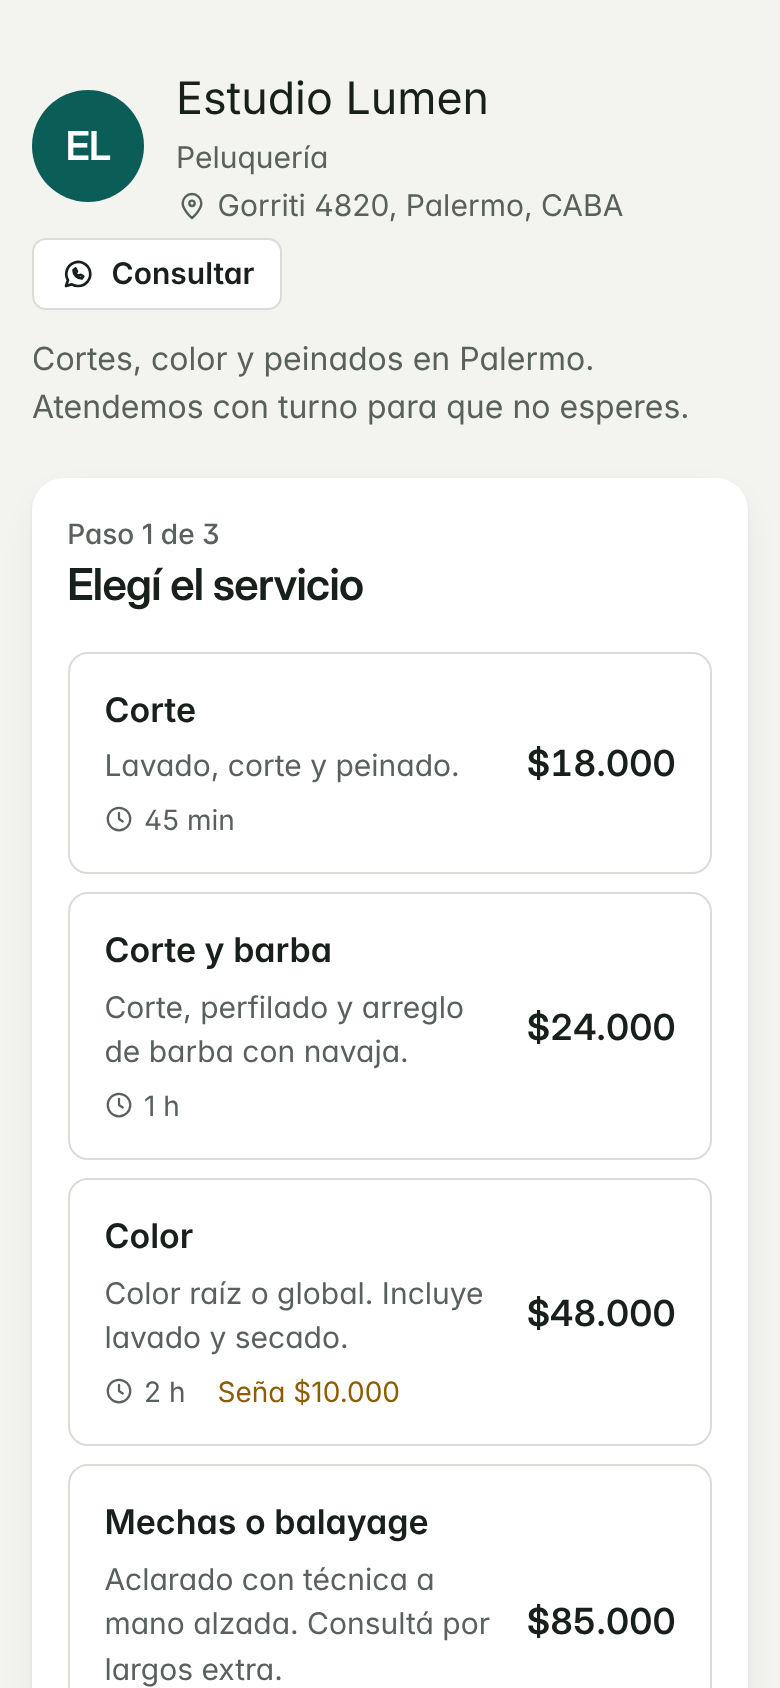 EL
Estudio Lumen
Peluquería
Gorriti 4820, Palermo, CABA
Consultar
Cortes, color y peinados en Palermo.
Atendemos con turno para que no esperes.
Paso 1 de 3
Elegí el servicio
Corte
Lavado, corte y peinado.
45 min
$18.000
Corte y barba
Corte, perfilado y arreglo
de barba con navaja.
1 h
$24.000
Color
Color raíz o global. Incluye
lavado y secado.
2 h Seña $10.000
$48.000
Mechas o balayage
Aclarado con técnica a
mano alzada. Consultá por
largos extra.
$85.000